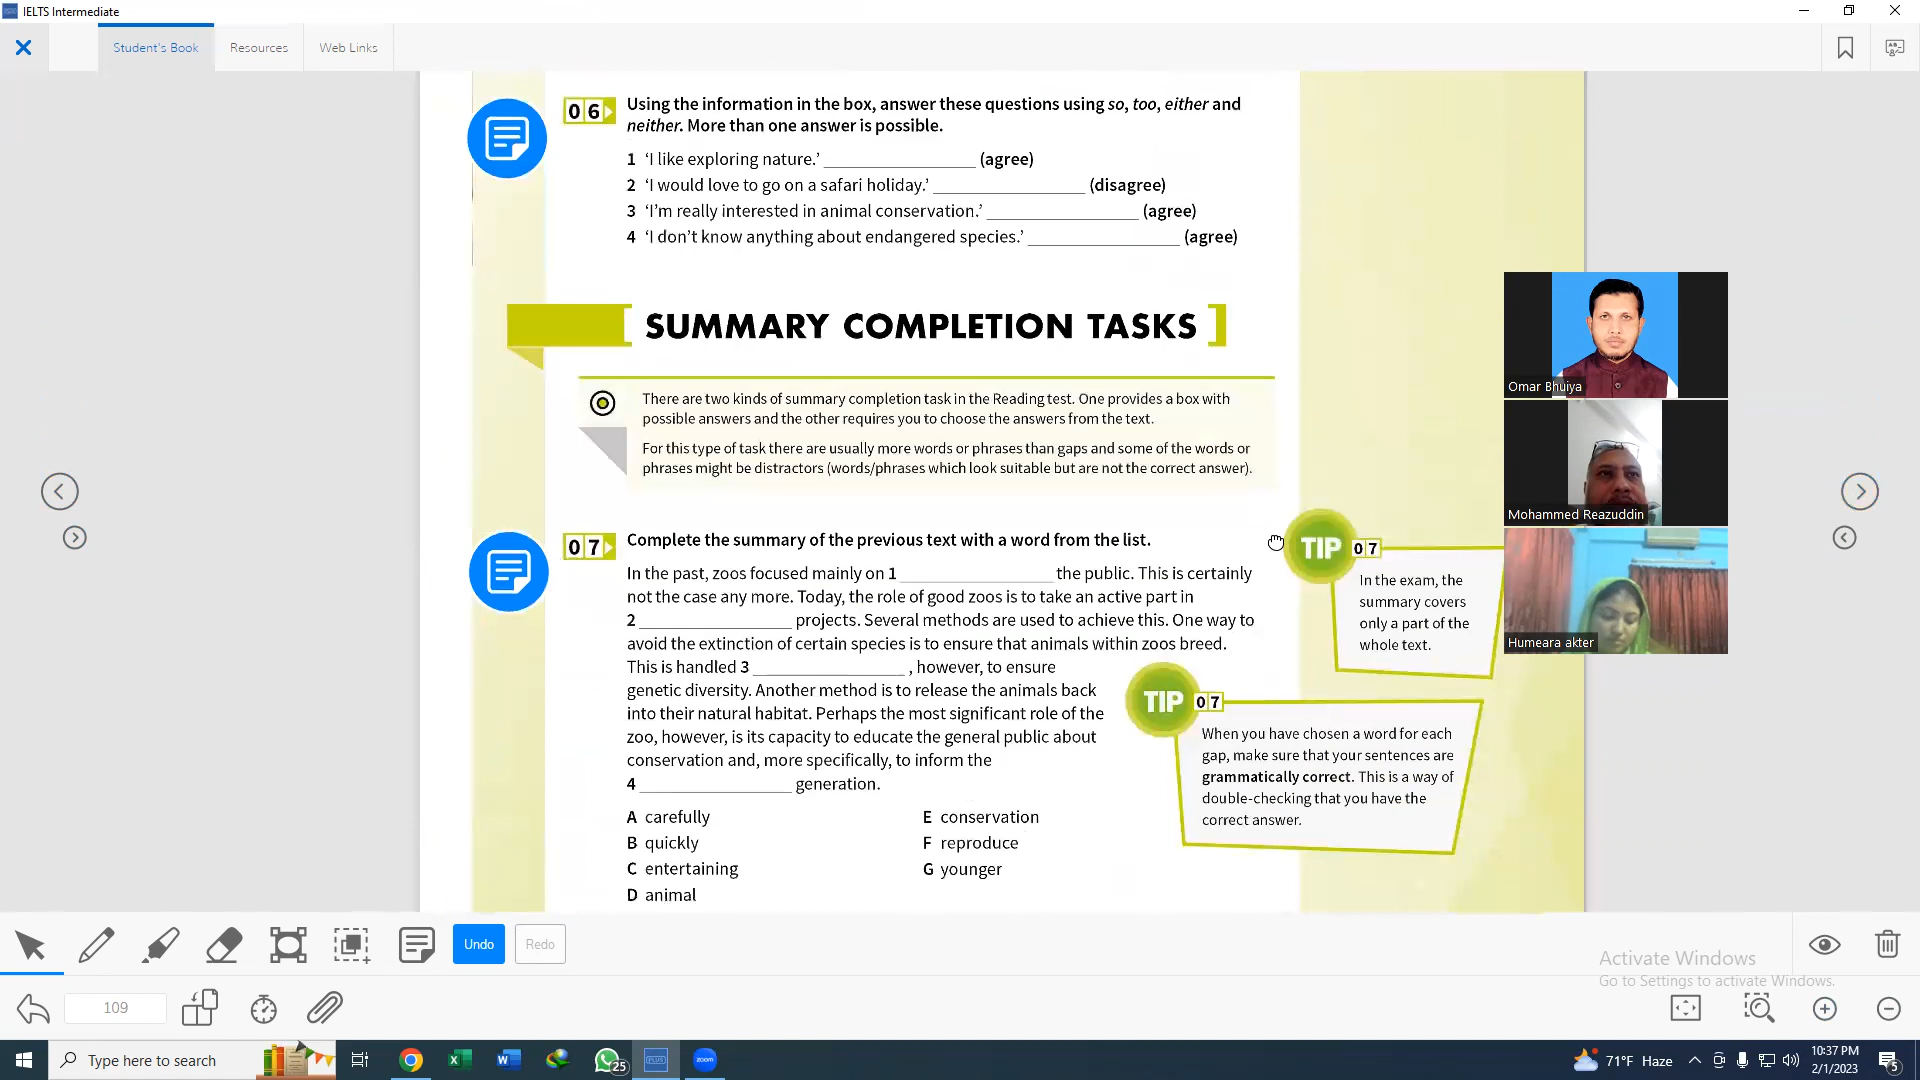 IELTS Intermediate
Student's Book
Resources
Web Links
06
Using the information in the box, answer these questions using so, too, either and
neither. More than one answer is possible.
1 ‘I like exploring nature.’ ________________ (agree)
2 ‘I would love to go on a safari holiday.’ ________________ (disagree)
3 ‘I’m really interested in animal conservation.’ ________________ (agree)
4 ‘I don’t know anything about endangered species.’ ________________ (agree)
SUMMARY COMPLETION TASKS
There are two kinds of summary completion task in the Reading test. One provides a box with
possible answers and the other requires you to choose the answers from the text.
For this type of task there are usually more words or phrases than gaps and some of the words or
phrases might be distractors (words/phrases which look suitable but are not the correct answer).
07
Complete the summary of the previous text with a word from the list.
In the past, zoos focused mainly on 1 ________________ the public. This is certainly
not the case any more. Today, the role of good zoos is to take an active part in
2 ________________ projects. Several methods are used to achieve this. One way to
avoid the extinction of certain species is to ensure that animals within zoos breed.
This is handled 3 ________________ , however, to ensure
genetic diversity. Another method is to release the animals back
into their natural habitat. Perhaps the most significant role of the
zoo, however, is its capacity to educate the general public about
conservation and, more specifically, to inform the
4 ________________ generation.
A carefully
B quickly
C entertaining
D animal
E conservation
F reproduce
G younger
TIP 07
In the exam, the
summary covers
only a part of the
whole text.
TIP 07
When you have chosen a word for each
gap, make sure that your sentences are
grammatically correct. This is a way of
double-checking that you have the
correct answer.
Omar Bhuiya
Mohammed Reazuddin
Humeara akter
Undo
Redo
Activate Windows
Go to Settings to activate Windows.
109
Type here to search
25
PLUS
zoom
71°F Haze
10:37 PM
2/1/2023
5